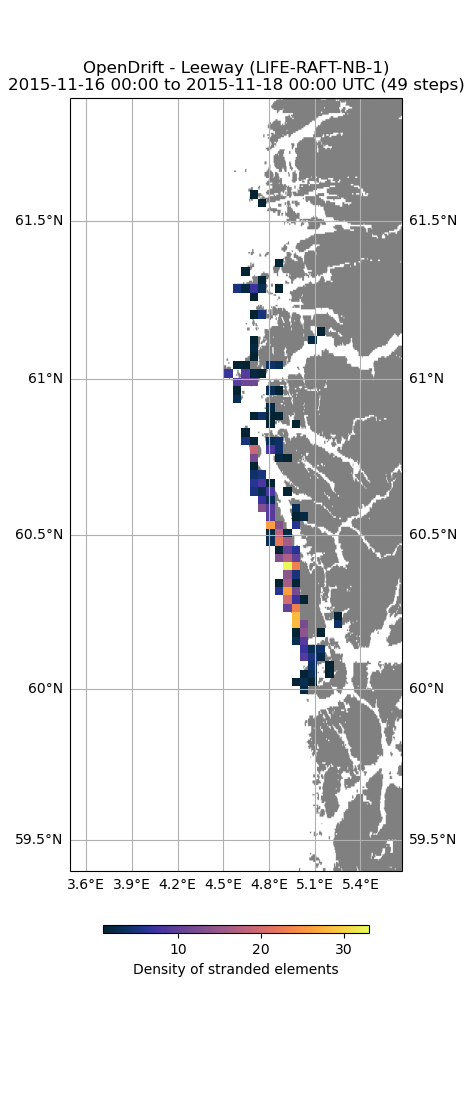 OpenDrift - Leeway (LIFE-RAFT-NB-1)
2015-11-16 00:00 to 2015-11-18 00:00 UTC (49 steps)
61.5°N 61.5°N
61°N 61°N
60.5°N 60.5°N
60°N 60°N
59.5°N 59.5°N
3.6°E 3.9°E 4.2°E 4.5°E 4.8°E 5.1°E 5.4°E
10 20 30
Density of stranded elements